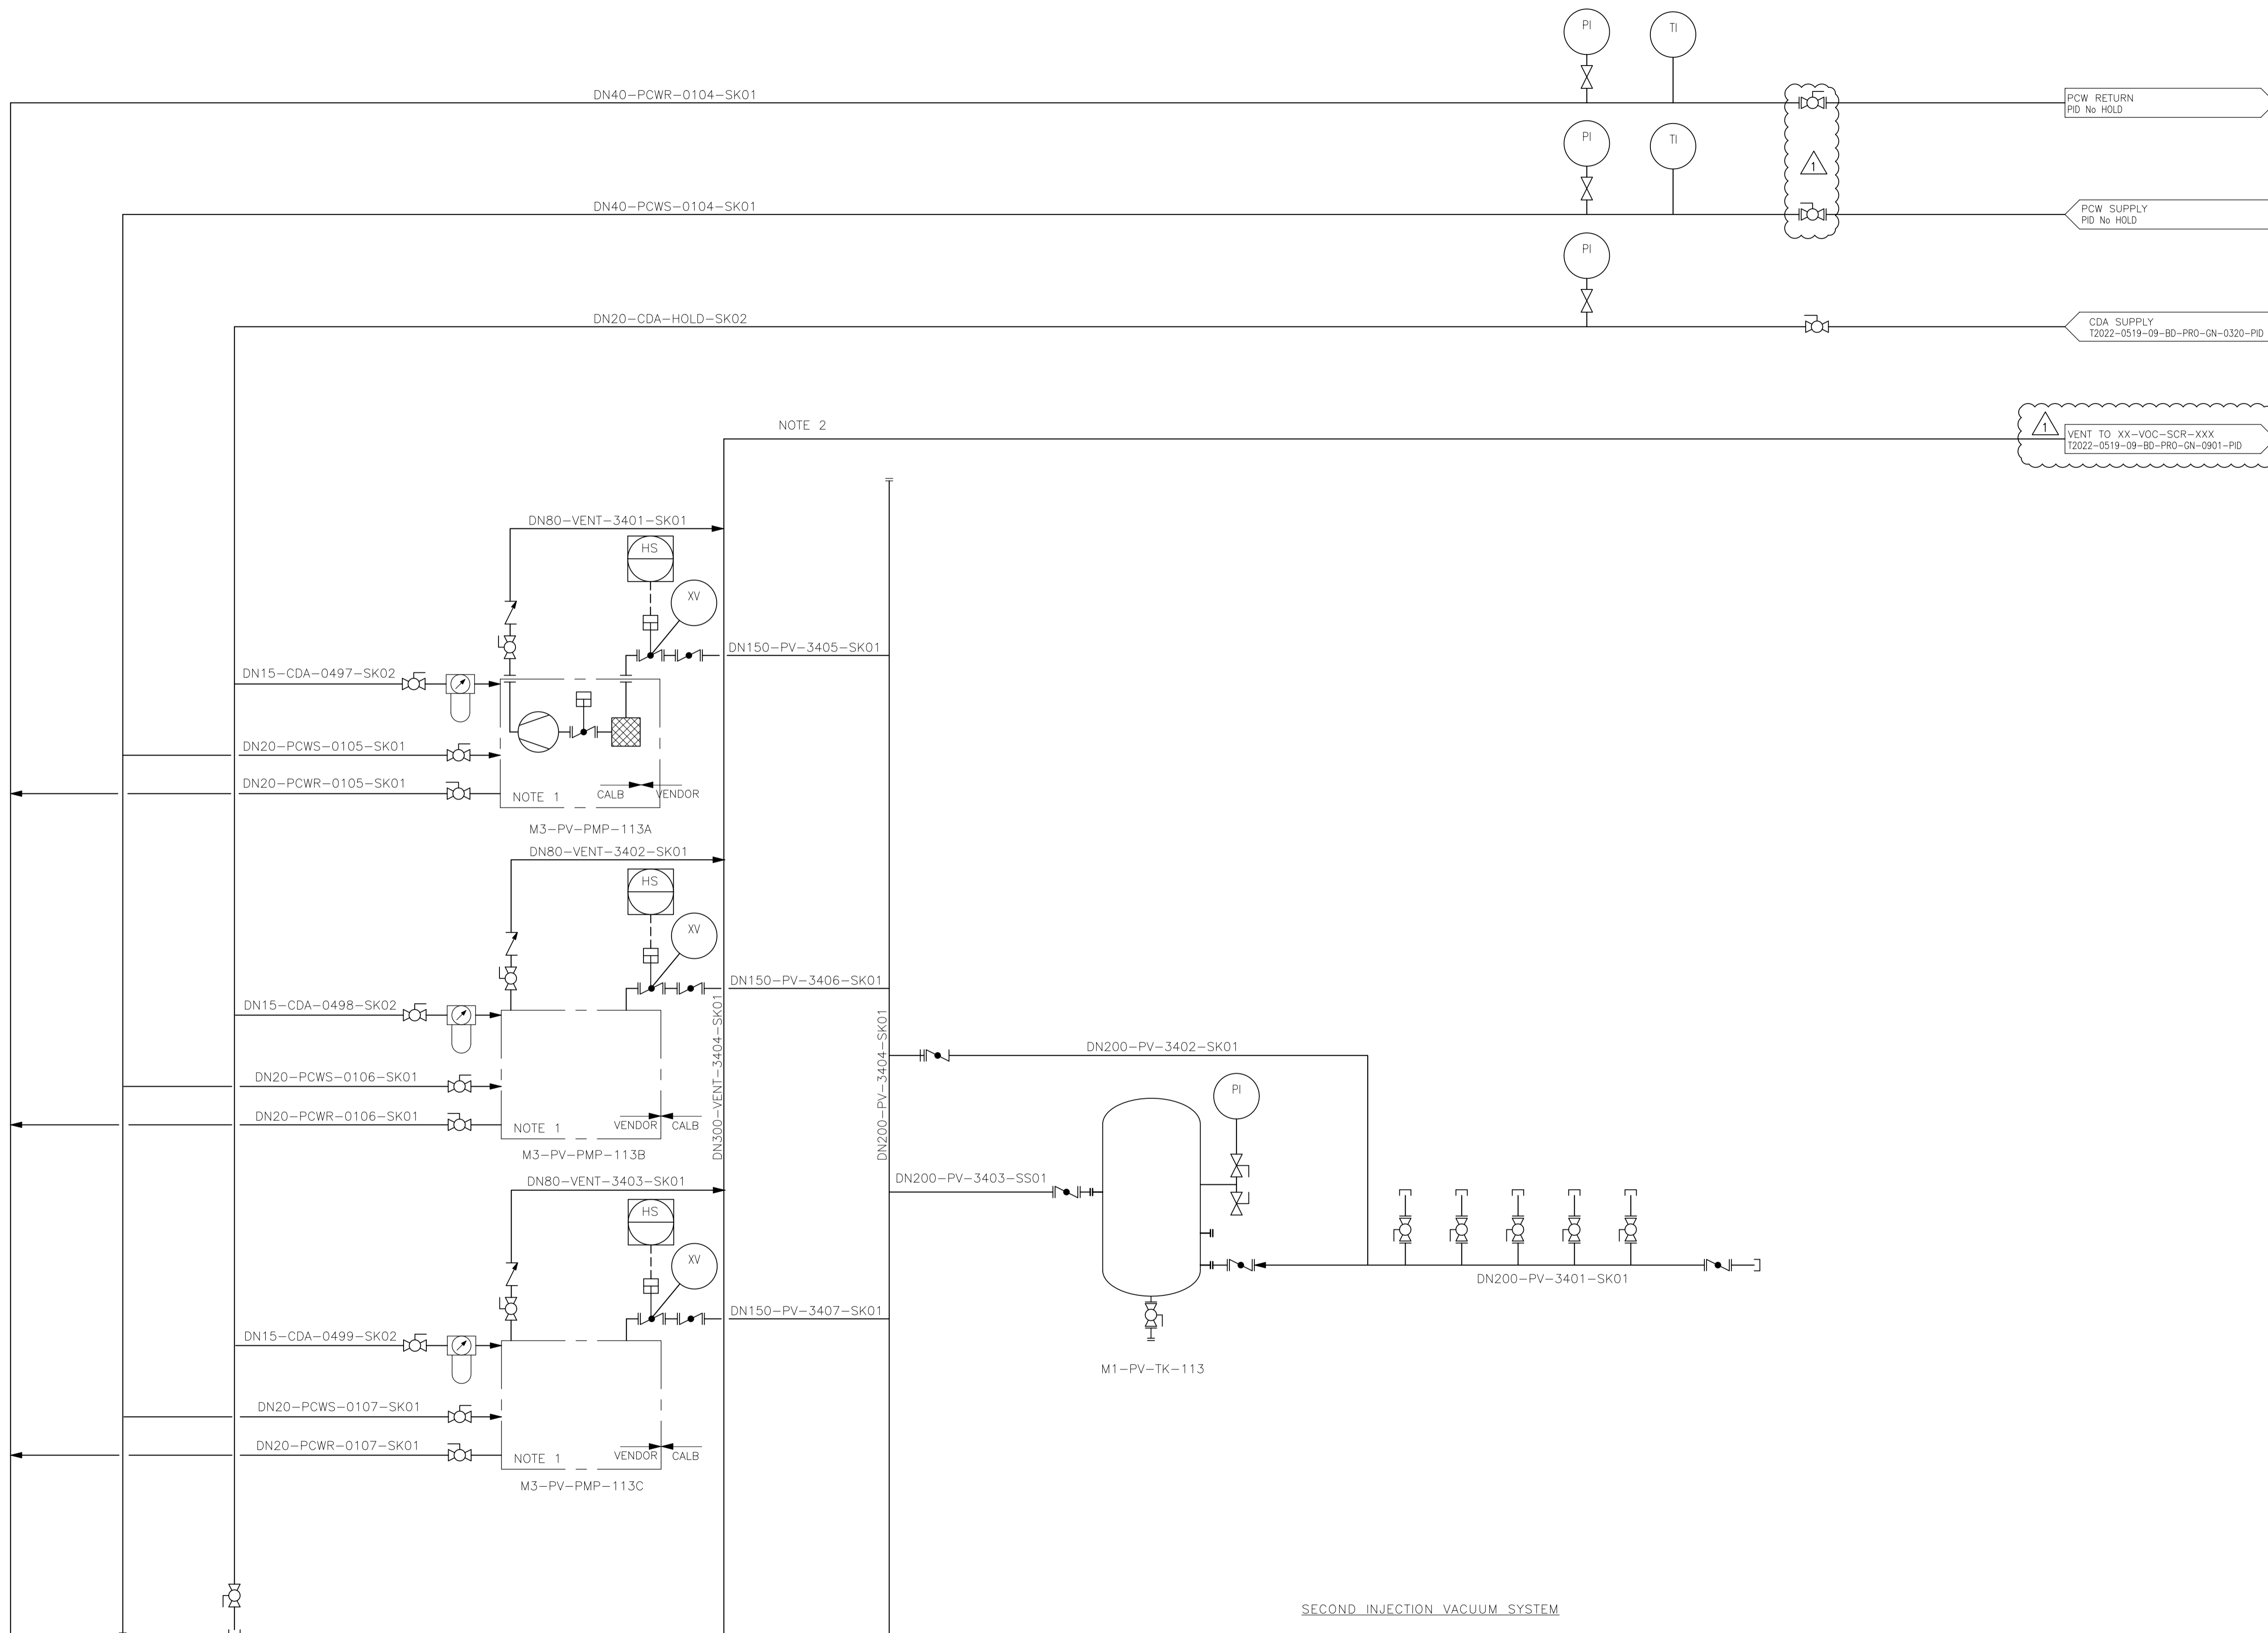 PI
TI
DN40-PCWR-0104-SK01
PCW RETURN
PID No HOLD
PI
TI
1
DN40-PCWS-0104-SK01
PCW SUPPLY
PID No HOLD
PI
DN20-CDA-HOLD-SK02
CDA SUPPLY
T2022-0519-09-BD-PRO-GN-0320-PID
NOTE 2
1
VENT TO XX-VOC-SCR-XXX
T2022-0519-09-BD-PRO-GN-0901-PID
DN80-VENT-3401-SK01
HS
XV
DN150-PV-3405-SK01
DN15-CDA-0497-SK02
DN20-PCWS-0105-SK01
DN20-PCWR-0105-SK01
NOTE 1
CALB
VENDOR
M3-PV-PMP-113A
DN80-VENT-3402-SK01
HS
XV
DN150-PV-3406-SK01
DN15-CDA-0498-SK02
DN300-VENT-3404-SK01
DN200-PV-3404-SK01
DN200-PV-3402-SK01
DN20-PCWS-0106-SK01
PI
DN20-PCWR-0106-SK01
NOTE 1
VENDOR
CALB
M3-PV-PMP-113B
DN80-VENT-3403-SK01
DN200-PV-3403-SS01
HS
XV
DN200-PV-3401-SK01
DN150-PV-3407-SK01
DN15-CDA-0499-SK02
M1-PV-TK-113
DN20-PCWS-0107-SK01
DN20-PCWR-0107-SK01
NOTE 1
VENDOR
CALB
M3-PV-PMP-113C
SECOND INJECTION VACUUM SYSTEM